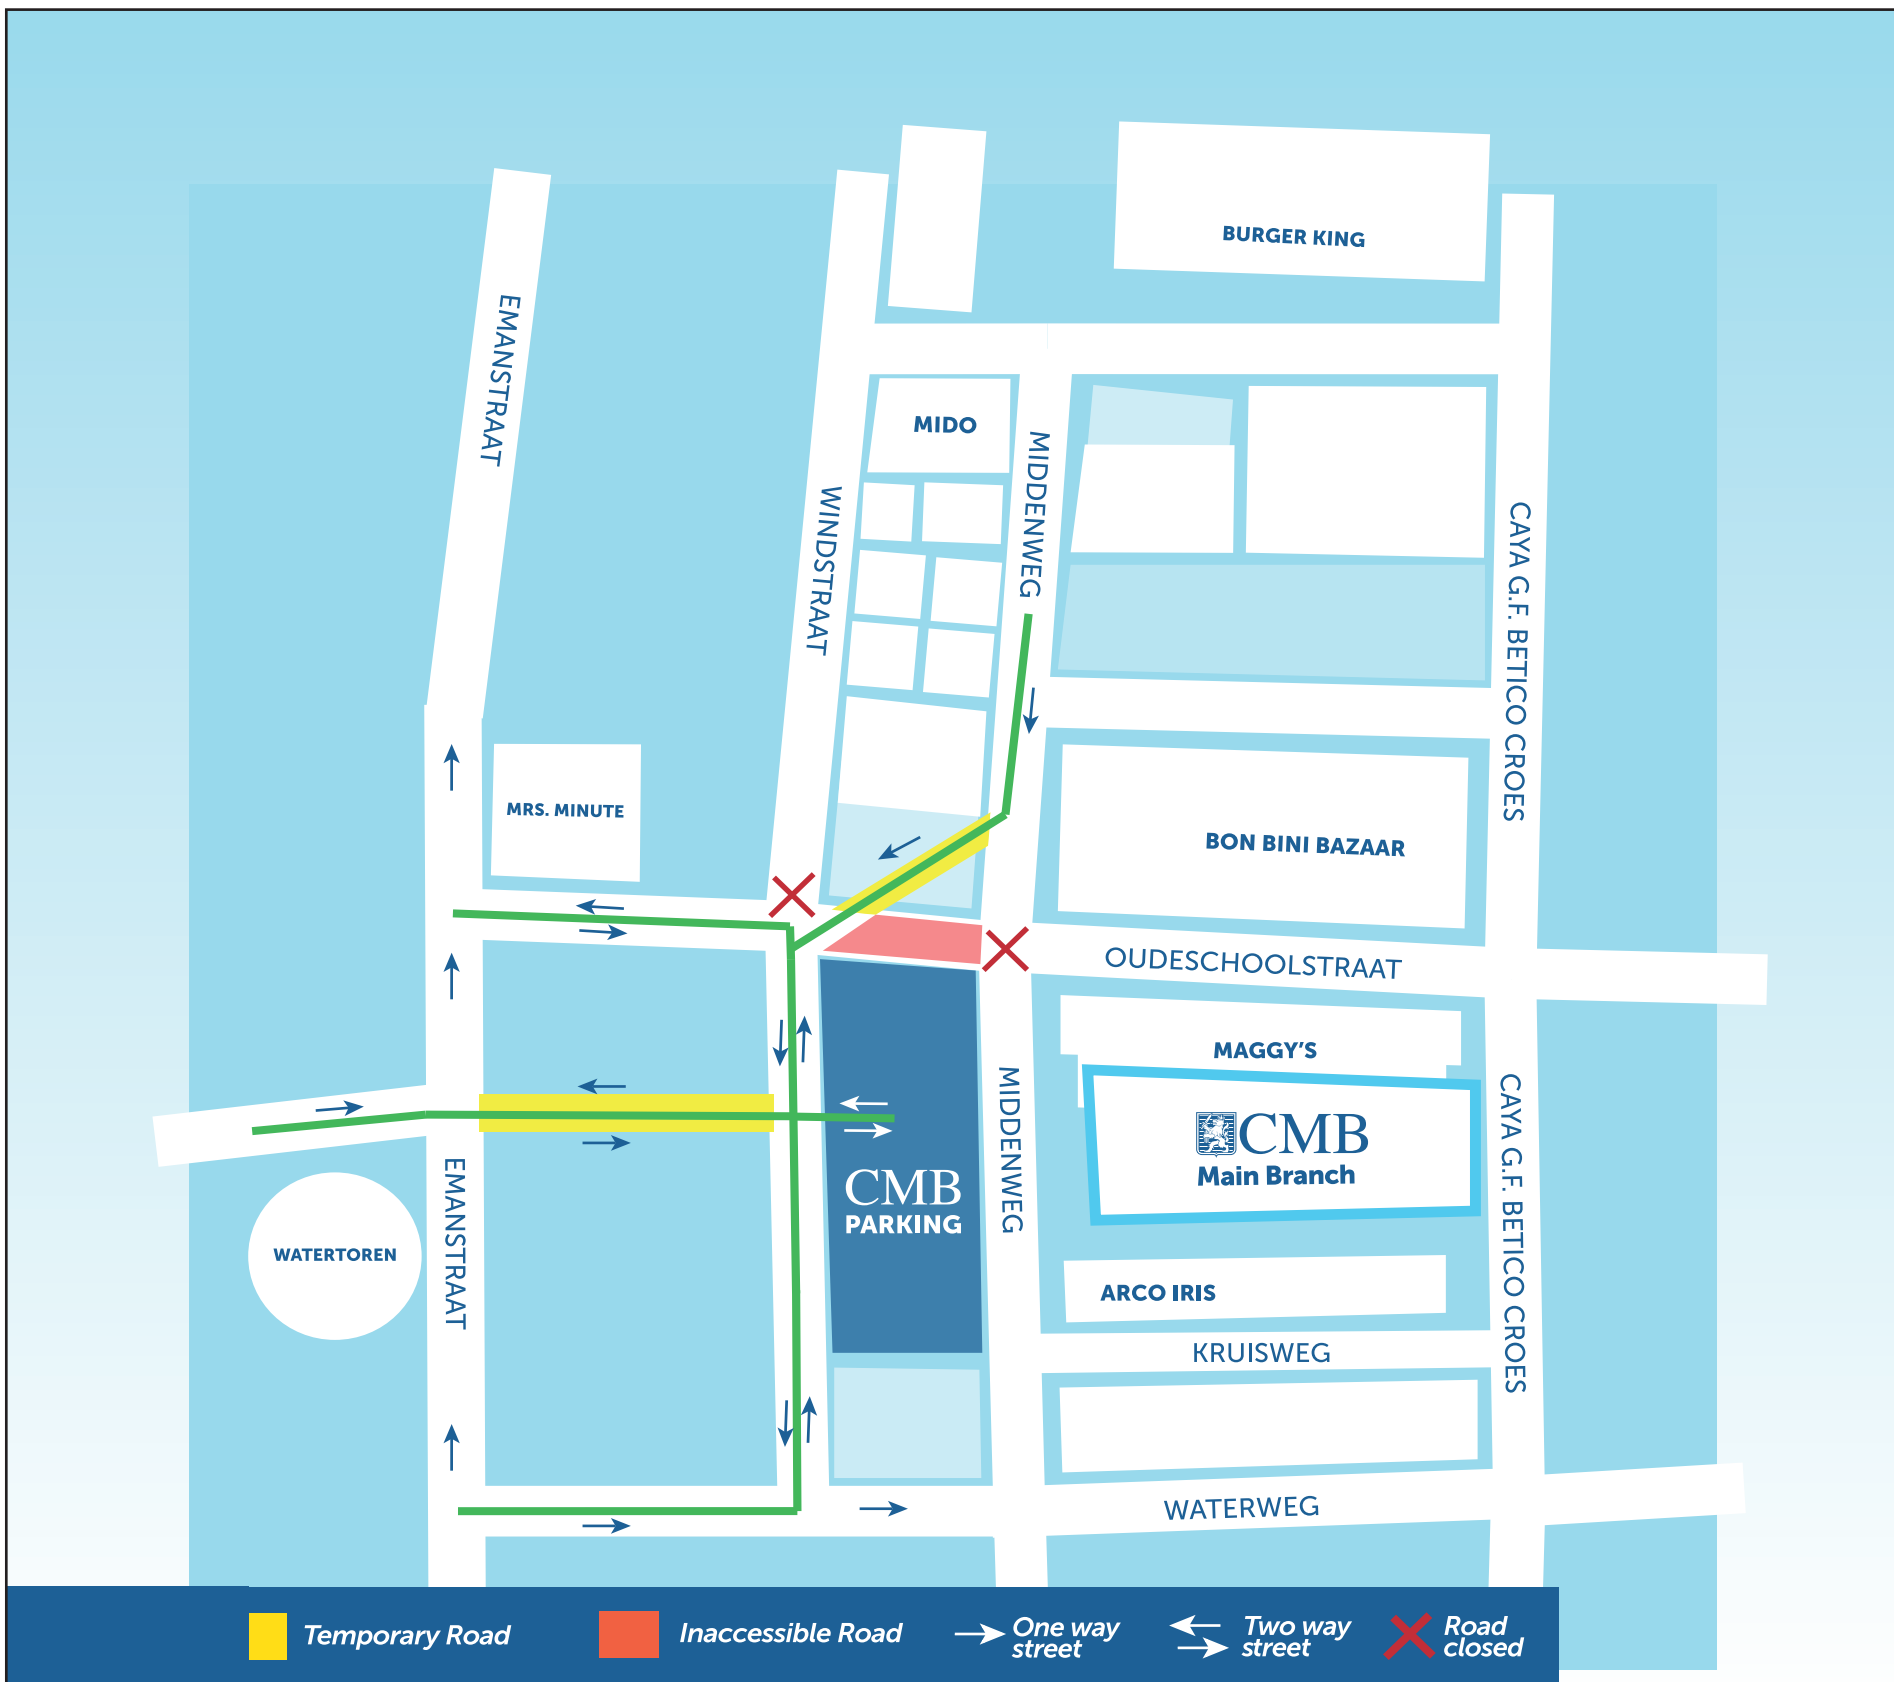 BURGER KING
EMANSTRAAT
MIDO
MIDDENWEG
WINDSTRAAT
CAYA G.F. BETICO CROES
MRS. MINUTE
BON BINI BAZAAR
OUDESCHOOLSTRAAT
MAGGY'S
CMB
Main Branch
MIDDENWEG
CAYA G.F. BETICO CROES
CMB
PARKING
EMANSTRAAT
WATERTOREN
ARCO IRIS
KRUISWEG
WATERWEG
Temporary Road
Inaccessible Road
One way
street
Two way
street
Road
closed